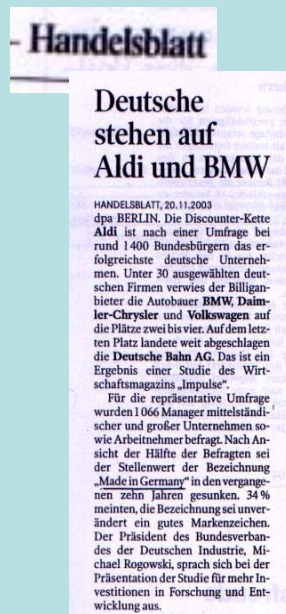 - Handelsblatt
Deutsche
stehen auf
Aldi und BMW
HANDELSBLATT, 20.11.2003
dpa BERLIN. Die Discounter-Kette
Aldi ist nach einer Umfrage bei
rund 1400 Bundesbürgern das er-
folgreichste deutsche Unterneh-
men. Unter 30 ausgewählten deut-
schen Firmen verwies der Billigan-
bieter die Autobauer BMW, Daim-
ler-Chrysler und Volkswagen auf
die Plätze zwei bis vier. Auf dem letz-
ten Platz landete weit abgeschlagen
die Deutsche Bahn AG. Das ist ein
Ergebnis einer Studie des Wirt-
schaftsmagazins „Impulse“.
Für die repräsentative Umfrage
wurden 1 066 Manager mittelständi-
scher und großer Unternehmen so-
wie Arbeitnehmer befragt. Nach An-
sicht der Hälfte der Befragten sei
der Stellenwert der Bezeichnung
„Made in Germany“ in den vergange-
nen zehn Jahren gesunken. 34 %
meinten, die Bezeichnung sei unver-
ändert ein gutes Markenzeichen.
Der Präsident des Bundesverban-
des der Deutschen Industrie, Mi-
chael Rogowski, sprach sich bei der
Präsentation der Studie für mehr In-
vestitionen in Forschung und Ent-
wicklung aus.